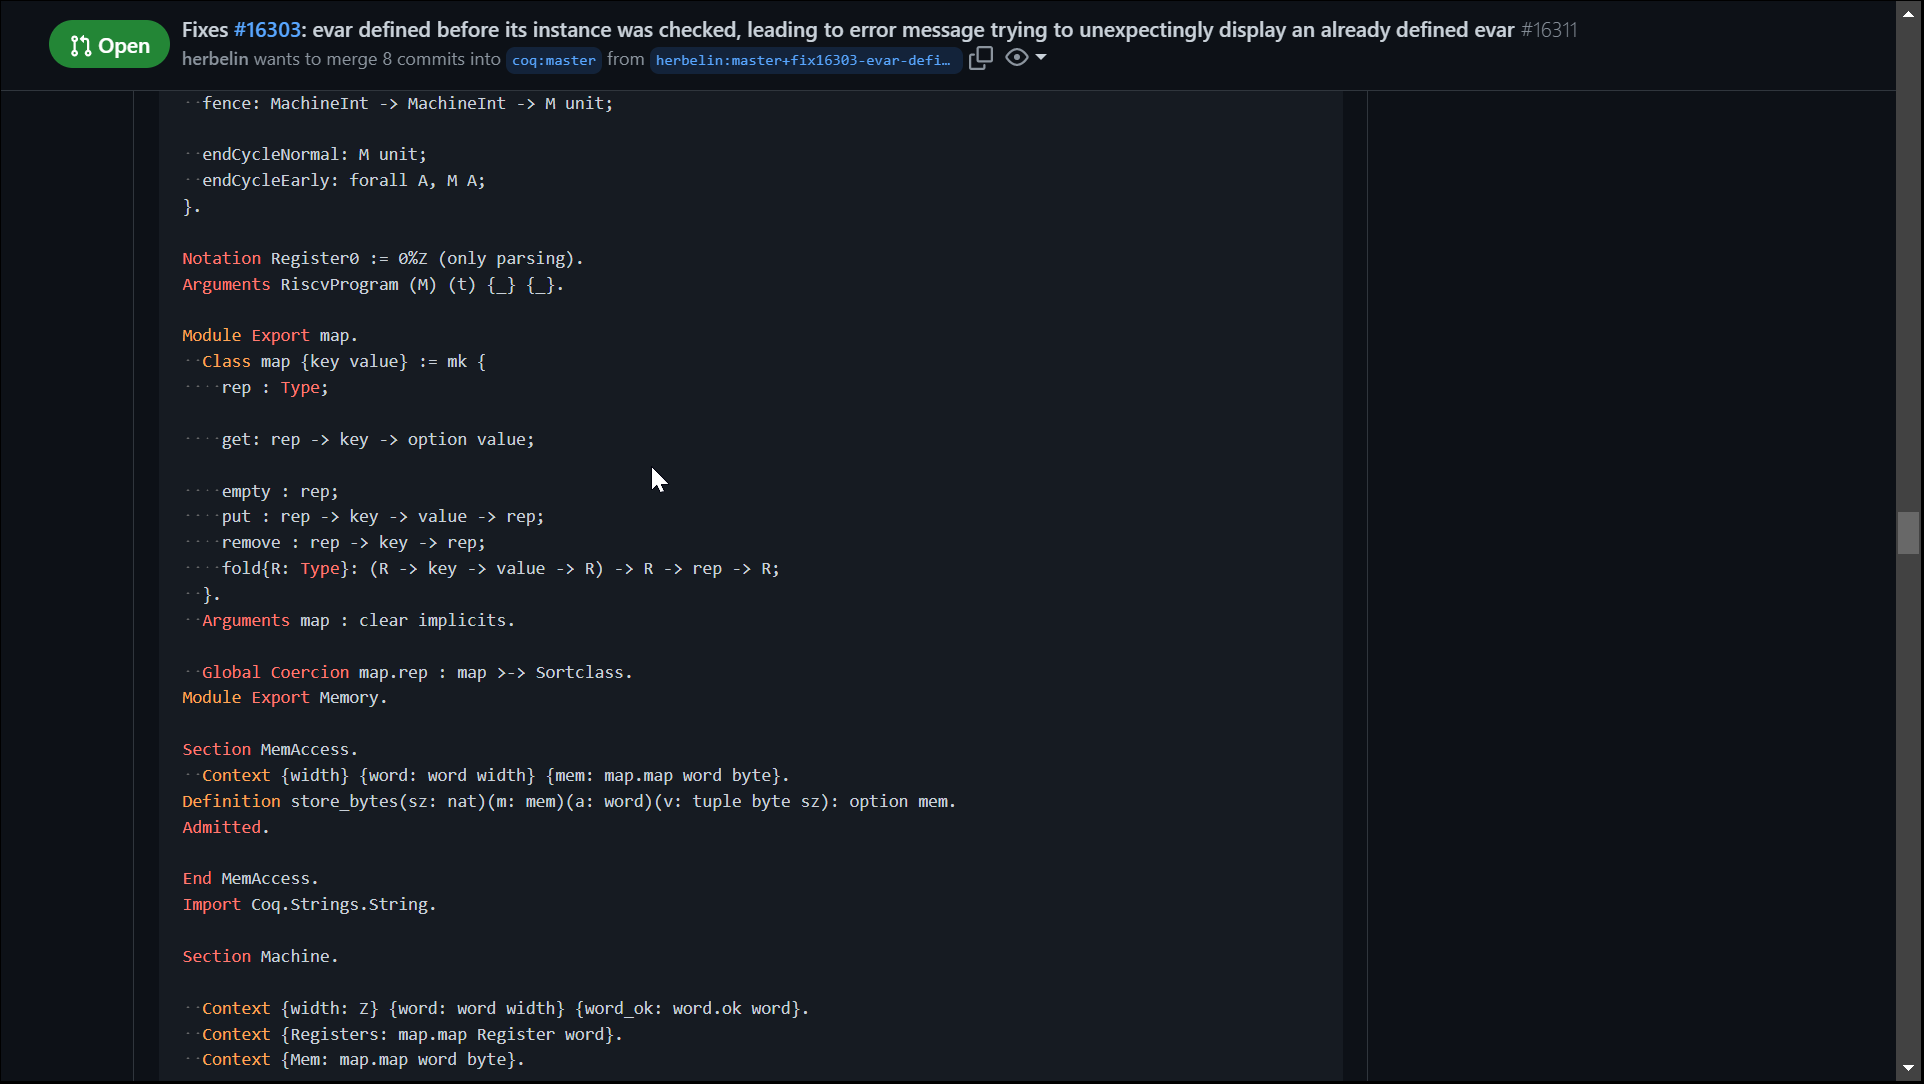 Open
Fixes #16303: evar defined before its instance was checked, leading to error message trying to unexpectingly display an already defined evar #16311
herbelin wants to merge 8 commits into coq:master from herbelin:master+fix16303-evar-defi…
··fence: MachineInt -> MachineInt -> M unit;
··endCycleNormal: M unit;
··endCycleEarly: forall A, M A;
}.
Notation Register0 := 0%Z (only parsing).
Arguments RiscvProgram (M) (t) {_} {_}.
Module Export map.
··Class map {key value} := mk {
····rep : Type;
····get: rep -> key -> option value;
····empty : rep;
····put : rep -> key -> value -> rep;
····remove : rep -> key -> rep;
····fold{R: Type}: (R -> key -> value -> R) -> R -> rep -> R;
··}.
··Arguments map : clear implicits.
··Global Coercion map.rep : map >-> Sortclass.
Module Export Memory.
Section MemAccess.
··Context {width} {word: word width} {mem: map.map word byte}.
Definition store_bytes(sz: nat)(m: mem)(a: word)(v: tuple byte sz): option mem.
Admitted.
End MemAccess.
Import Coq.Strings.String.
Section Machine.
··Context {width: Z} {word: word width} {word_ok: word.ok word}.
··Context {Registers: map.map Register word}.
··Context {Mem: map.map word byte}.